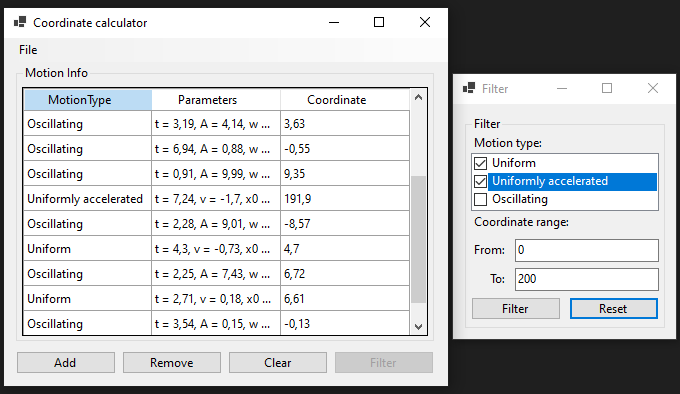 Coordinate calculator
File
Motion Info
MotionType Parameters Coordinate
Oscillating t = 3,19, A = 4,14, w ... 3,63
Oscillating t = 6,94, A = 0,88, w ... -0,55
Oscillating t = 0,91, A = 9,99, w ... 9,35
Uniformly accelerated t = 7,24, v = -1,7, x0 ... 191,9
Oscillating t = 2,28, A = 9,01, w ... -8,57
Uniform t = 4,3, v = -0,73, x0 ... 4,7
Oscillating t = 2,25, A = 7,43, w ... 6,72
Uniform t = 2,71, v = 0,18, x0 ... 6,61
Oscillating t = 3,54, A = 0,15, w ... -0,13
Add Remove Clear Filter
Filter
Filter
Motion type:
Uniform
Uniformly accelerated
Oscillating
Coordinate range:
From: 0
To: 200
Filter Reset